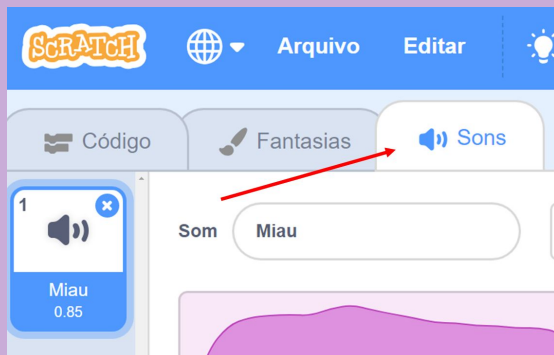 SCRATCH Arquivo Editar
Código Fantasias Sons
1
Som Miau
Miau
0.85